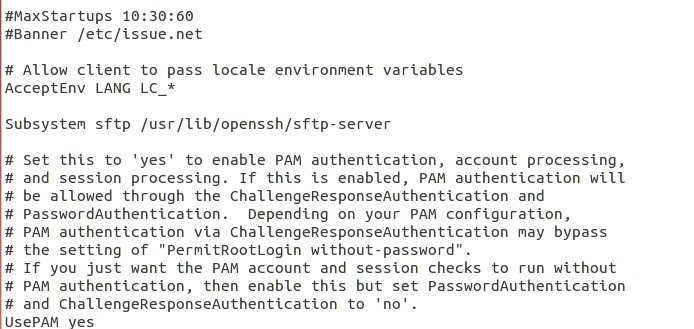 #MaxStartups 10:30:60
#Banner /etc/issue.net
# Allow client to pass locale environment variables
AcceptEnv LANG LC_*
Subsystem sftp /usr/lib/openssh/sftp-server
# Set this to 'yes' to enable PAM authentication, account processing,
# and session processing. If this is enabled, PAM authentication will
# be allowed through the ChallengeResponseAuthentication and
# PasswordAuthentication.  Depending on your PAM configuration,
# PAM authentication via ChallengeResponseAuthentication may bypass
# the setting of "PermitRootLogin without-password".
# If you just want the PAM account and session checks to run without
# PAM authentication, then enable this but set PasswordAuthentication
# and ChallengeResponseAuthentication to 'no'.
UsePAM yes